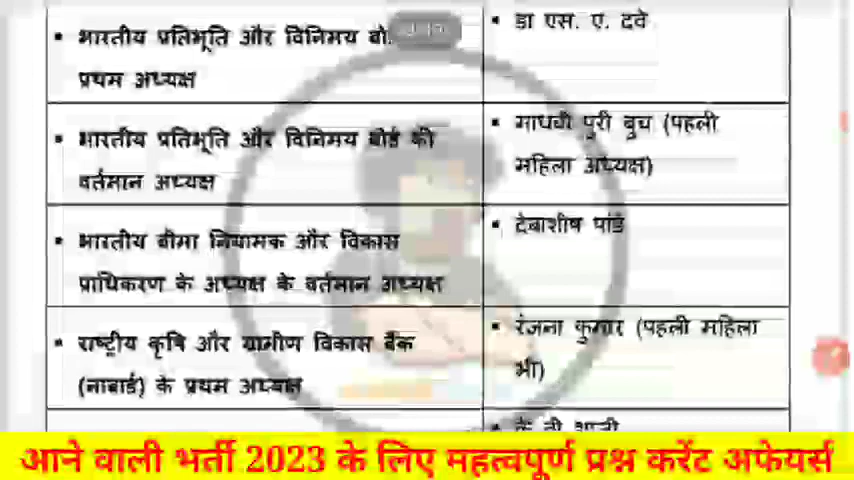 भारतीय प्रतिभूति और विनिमय बो
प्रथम अध्यक्ष
डा एस. ए. दवे
भारतीय प्रतिभूति और विनिमय बोर्ड की
वर्तमान अध्यक्ष
माधवी पुरी बुच (पहली
महिला अध्यक्ष)
भारतीय बीमा नियामक और विकास
प्राधिकरण के अध्यक्ष के वर्तमान अध्यक्ष
देबाशीष पांडे
राष्ट्रीय कृषि और ग्रामीण विकास बैंक
(नाबार्ड) के प्रथम अध्यक्ष
रंजना कुमार (पहली महिला
भी)
आने वाली भर्ती 2023 के लिए महत्वपूर्ण प्रश्न करेंट अफेयर्स